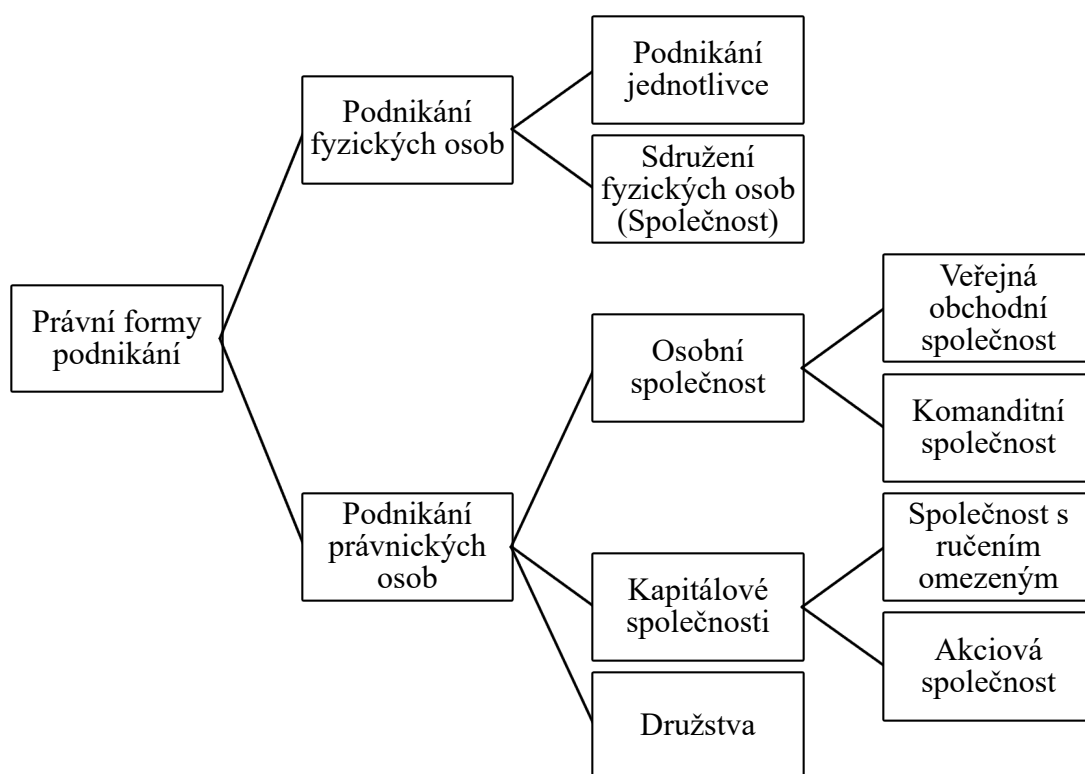 Právní formy
podnikání
Podnikání
fyzických osob
Podnikání
jednotlivce
Sdružení
fyzických osob
(Společnost)
Podnikání
právnických
osob
Osobní
společnost
Veřejná
obchodní
společnost
Komanditní
společnost
Kapitálové
společnosti
Společnost s
ručením
omezeným
Akciová
společnost
Družstva